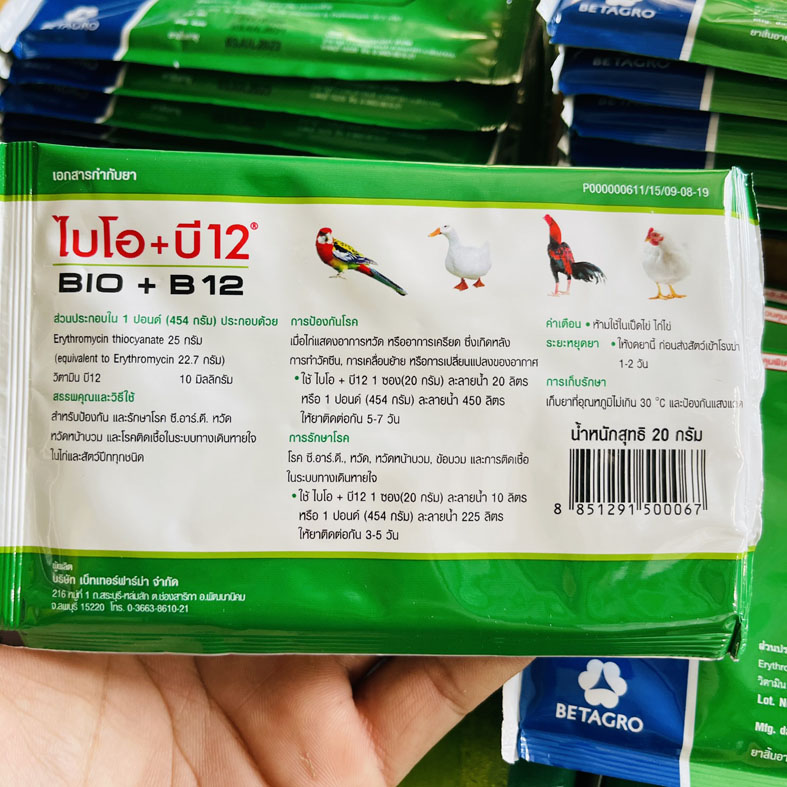 BETAGRO
BETAGRO
BETAGRO
เอกสารกำกับยา
P000000611/15/09-08-19
ไบโอ+บี12®
BIO + B12
ส่วนประกอบใน 1 ปอนด์ (454 กรัม) ประกอบด้วย
Erythromycin thiocyanate 25 กรัม
(equivalent to Erythromycin 22.7 กรัม)
วิตามิน บี12 10 มิลลิกรัม
สรรพคุณและวิธีใช้
สำหรับป้องกัน และรักษาโรค ซี.อาร์.ดี. หวัด
หวัดหน้าบวม และโรคติดเชื้อในระบบทางเดินหายใจ
ในไก่และสัตว์ปีกทุกชนิด
การป้องกันโรค
เมื่อไก่แสดงอาการหวัด หรืออาการเครียด ซึ่งเกิดหลัง
การทำวัคซีน, การเคลื่อนย้าย หรือการเปลี่ยนแปลงของอากาศ
• ใช้ ไบโอ + บี12 1 ซอง(20 กรัม) ละลายน้ำ 20 ลิตร
หรือ 1 ปอนด์ (454 กรัม) ละลายน้ำ 450 ลิตร
ให้ยาติดต่อกัน 5-7 วัน
การรักษาโรค
โรค ซี.อาร์.ดี., หวัด, หวัดหน้าบวม, ข้อบวม และการติดเชื้อ
ในระบบทางเดินหายใจ
• ใช้ ไบโอ + บี12 1 ซอง(20 กรัม) ละลายน้ำ 10 ลิตร
หรือ 1 ปอนด์ (454 กรัม) ละลายน้ำ 225 ลิตร
ให้ยาติดต่อกัน 3-5 วัน
คำเตือน • ห้ามใช้ในเป็ดไข่ ไก่ไข่
ระยะหยุดยา • ให้งดยานี้ ก่อนส่งสัตว์เข้าโรงฆ่า
1-2 วัน
การเก็บรักษา
เก็บยาที่อุณหภูมิไม่เกิน 30 °C และป้องกันแสงแดด
น้ำหนักสุทธิ 20 กรัม
8 851291 500067
ผู้ผลิต
บริษัท เบ็ทเทอร์ฟาร์ม่า จำกัด
216 หมู่ที่ 1 ถ.สระบุรี-หล่มสัก ต.ช่องสาริกา อ.พัฒนานิคม
จ.ลพบุรี 15220 โทร. 0-3663-8610-21
BETAGRO
วิตามิน
Lot. N
Mfg. da